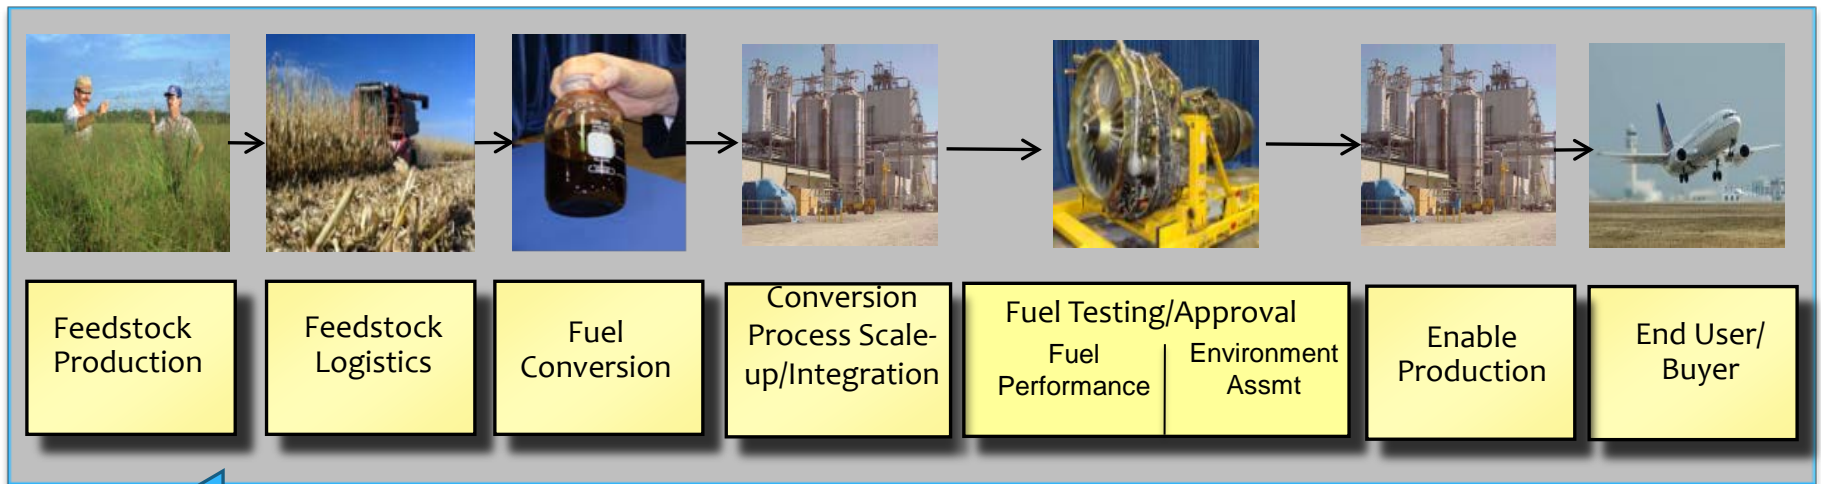 Feedstock
Production
Feedstock
Logistics
Fuel
Conversion
Conversion
Process Scale-
up/Integration
Fuel Testing/Approval
Fuel
Performance
Environment
Assmt
Enable
Production
End User/
Buyer